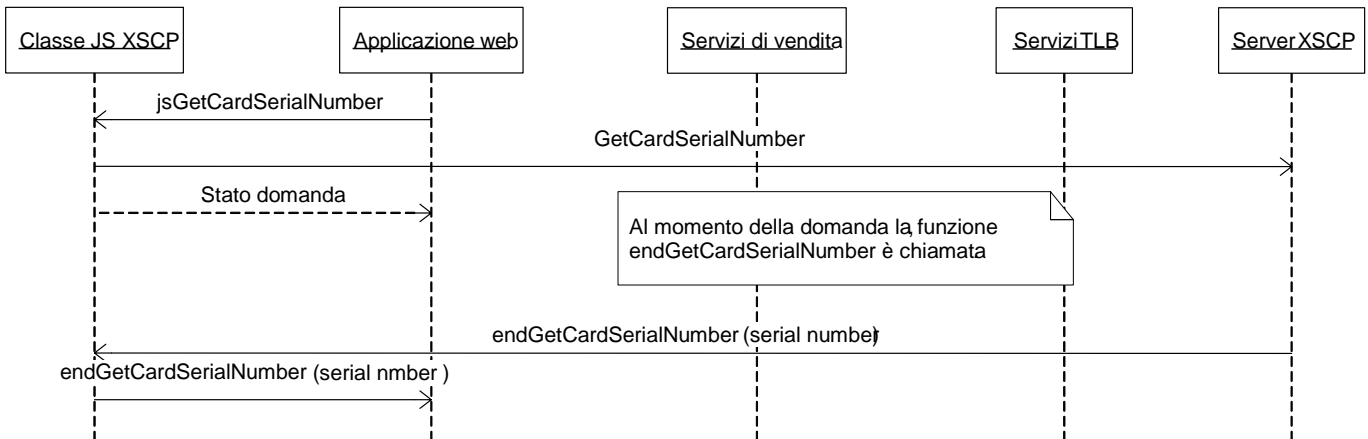 Classe JS XSCP
Applicazione web
Servizi di vendita
Servizi TLB
Server XSCP
jsGetCardSerialNumber
GetCardSerialNumber
Stato domanda
Al momento della domanda la, funzione
endGetCardSerialNumber è chiamata
endGetCardSerialNumber (serial number)
endGetCardSerialNumber (serial nmber )